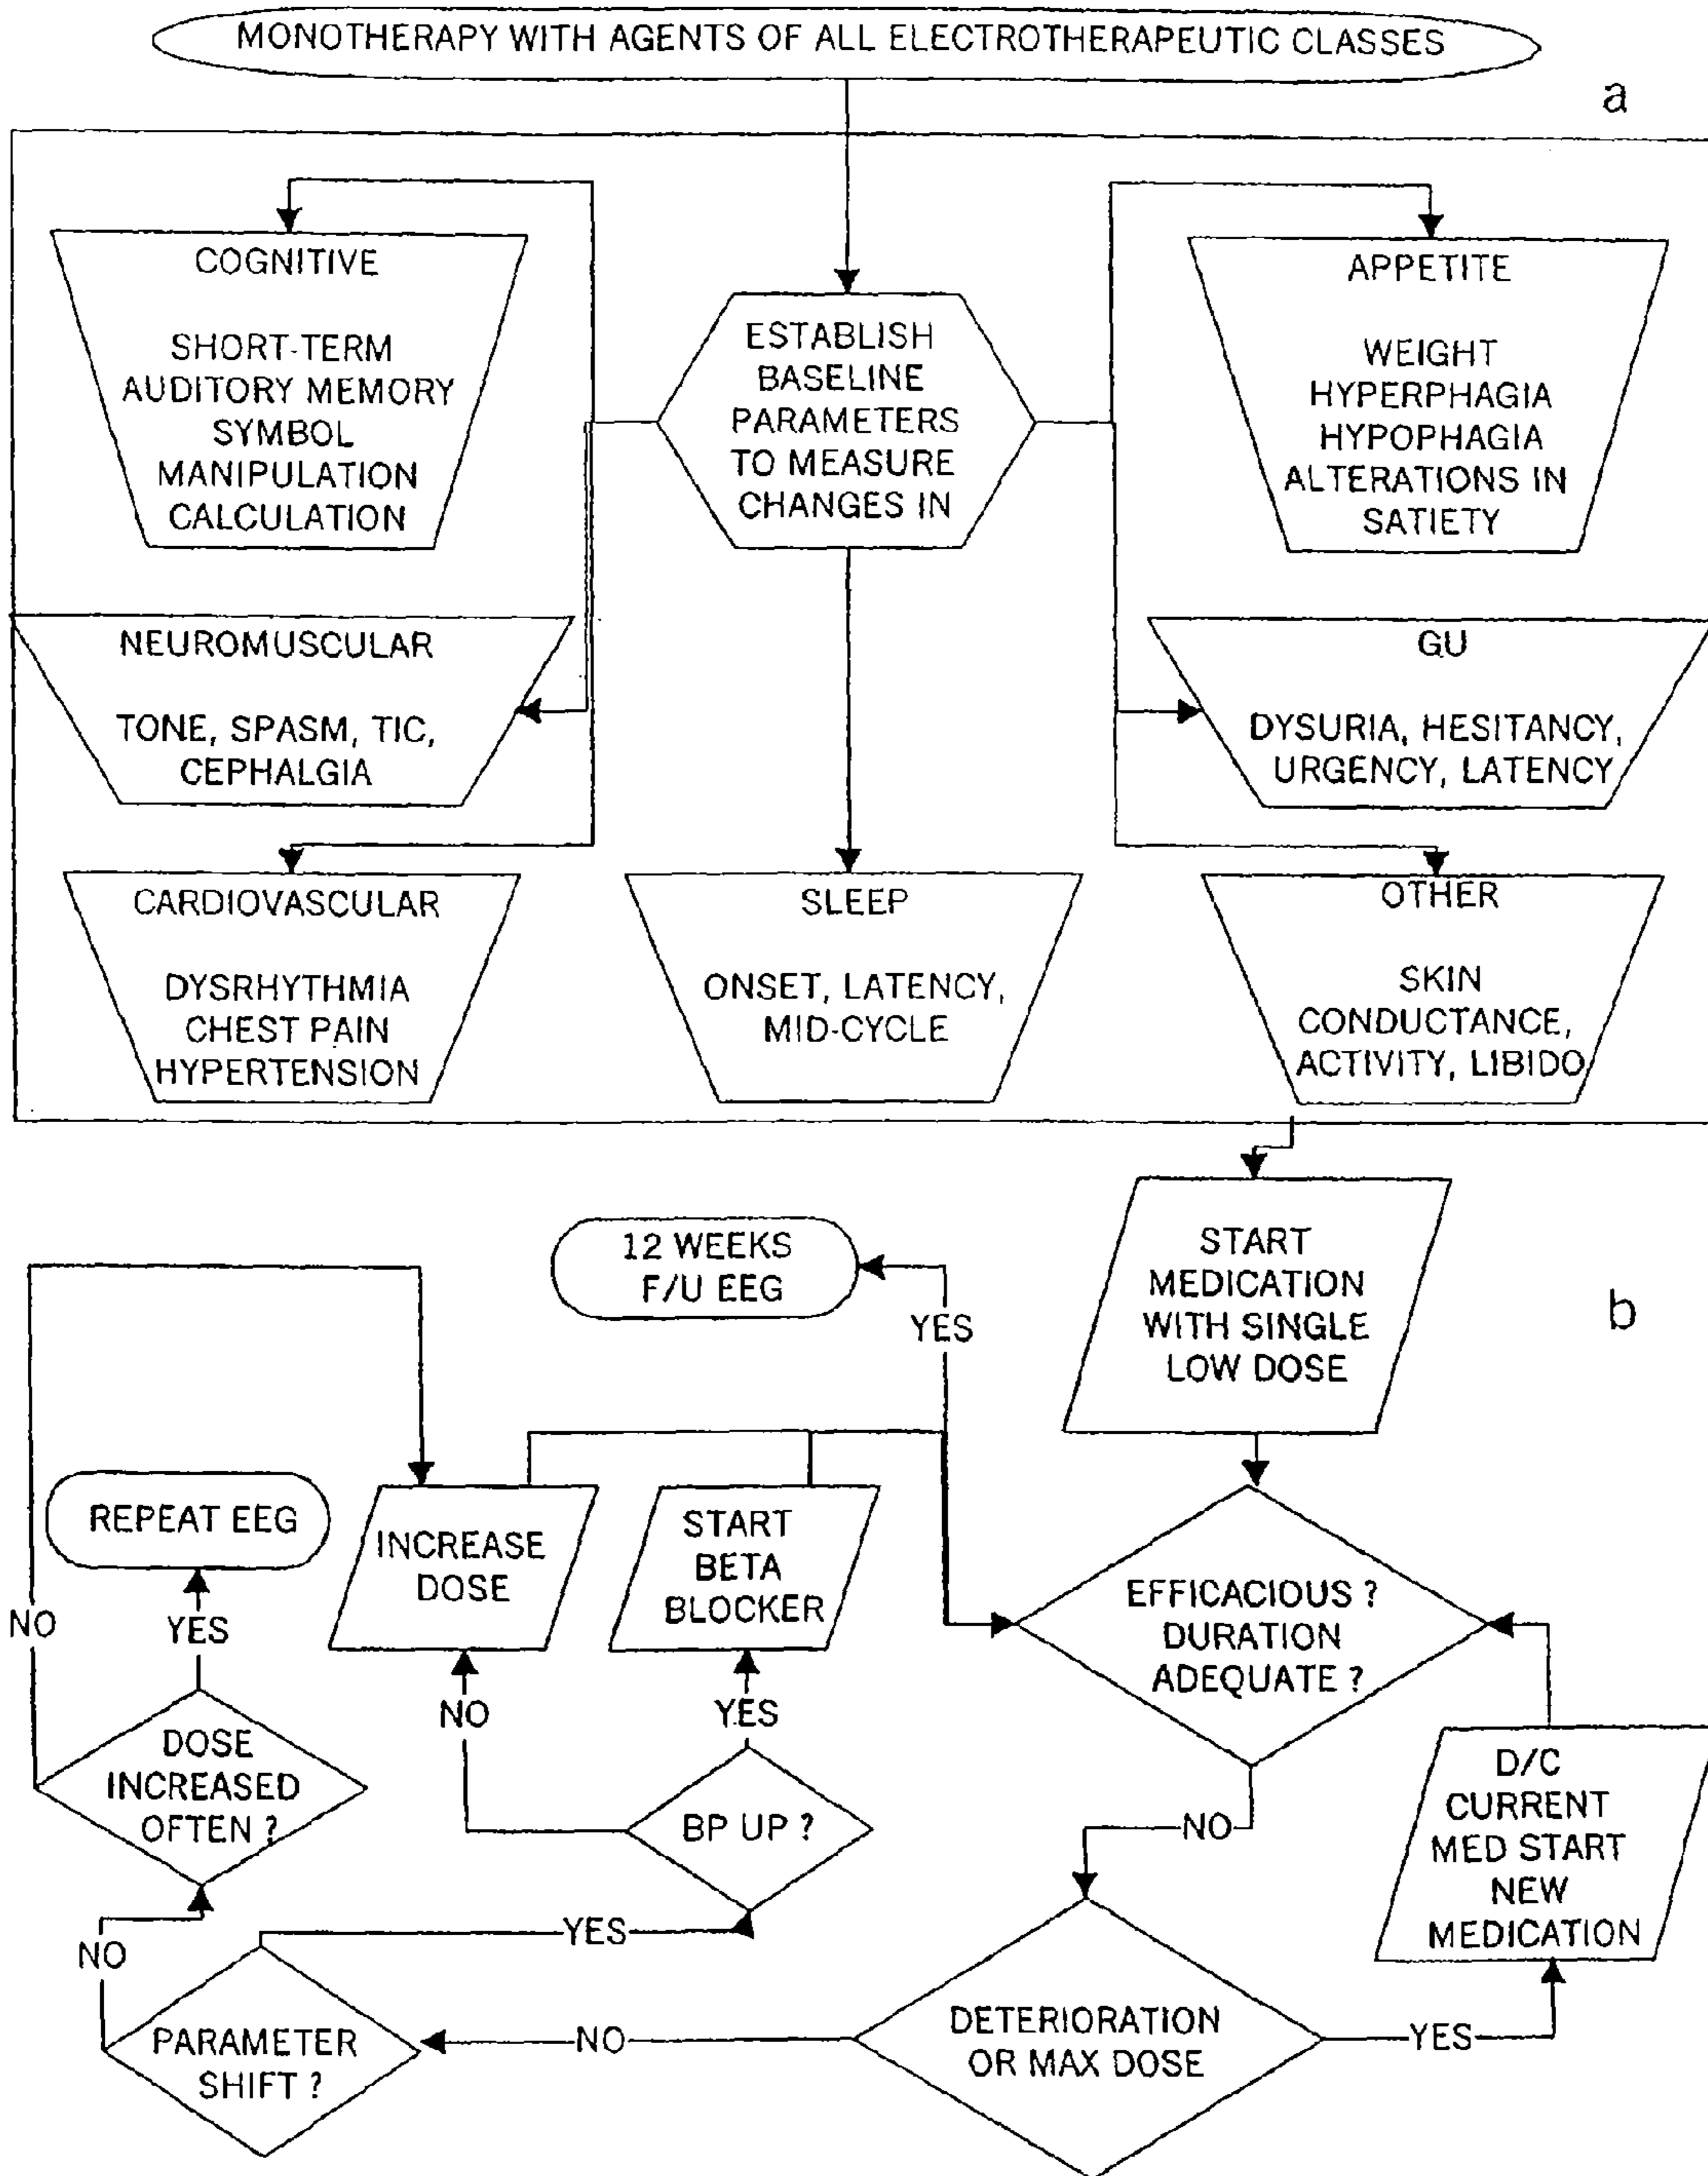 MONOTHERAPY WITH AGENTS OF ALL ELECTROTHERAPEUTIC CLASSES
a
COGNITIVE
SHORT-TERM
AUDITORY MEMORY
SYMBOL
MANIPULATION
CALCULATION
ESTABLISH
BASELINE
PARAMETERS
TO MEASURE
CHANGES IN
APPETITE
WEIGHT
HYPERPHAGIA
HYPOPHAGIA
ALTERATIONS IN
SATIETY
NEUROMUSCULAR
TONE, SPASM, TIC,
CEPHALGIA
GU
DYSURIA, HESITANCY,
URGENCY, LATENCY
CARDIOVASCULAR
DYSRHYTHMIA
CHEST PAIN
HYPERTENSION
SLEEP
ONSET, LATENCY,
MID-CYCLE
OTHER
SKIN
CONDUCTANCE,
ACTIVITY, LIBIDO
b
START
MEDICATION
WITH SINGLE
LOW DOSE
12 WEEKS
F/U EEG
YES
REPEAT EEG
INCREASE
DOSE
START
BETA
BLOCKER
EFFICACIOUS ?
DURATION
ADEQUATE ?
NO
YES
NO
YES
DOSE
INCREASED
OFTEN ?
BP UP ?
NO
D/C
CURRENT
MED START
NEW
MEDICATION
NO
YES
PARAMETER
SHIFT ?
NO
DETERIORATION
OR MAX DOSE
YES